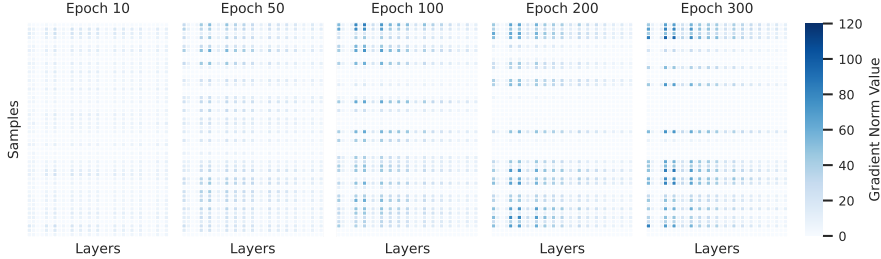 Epoch 10
Epoch 50
Epoch 100
Epoch 200
Epoch 300
Samples
Layers
Layers
Layers
Layers
Layers
120
100
80
60
40
20
0
Gradient Norm Value